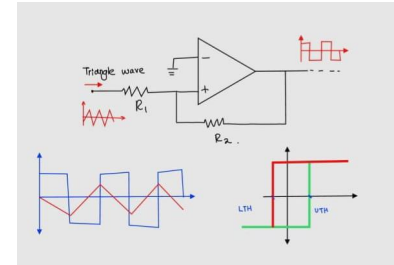 Triangle wave
R1
−
+
R2.
LTH
UTH